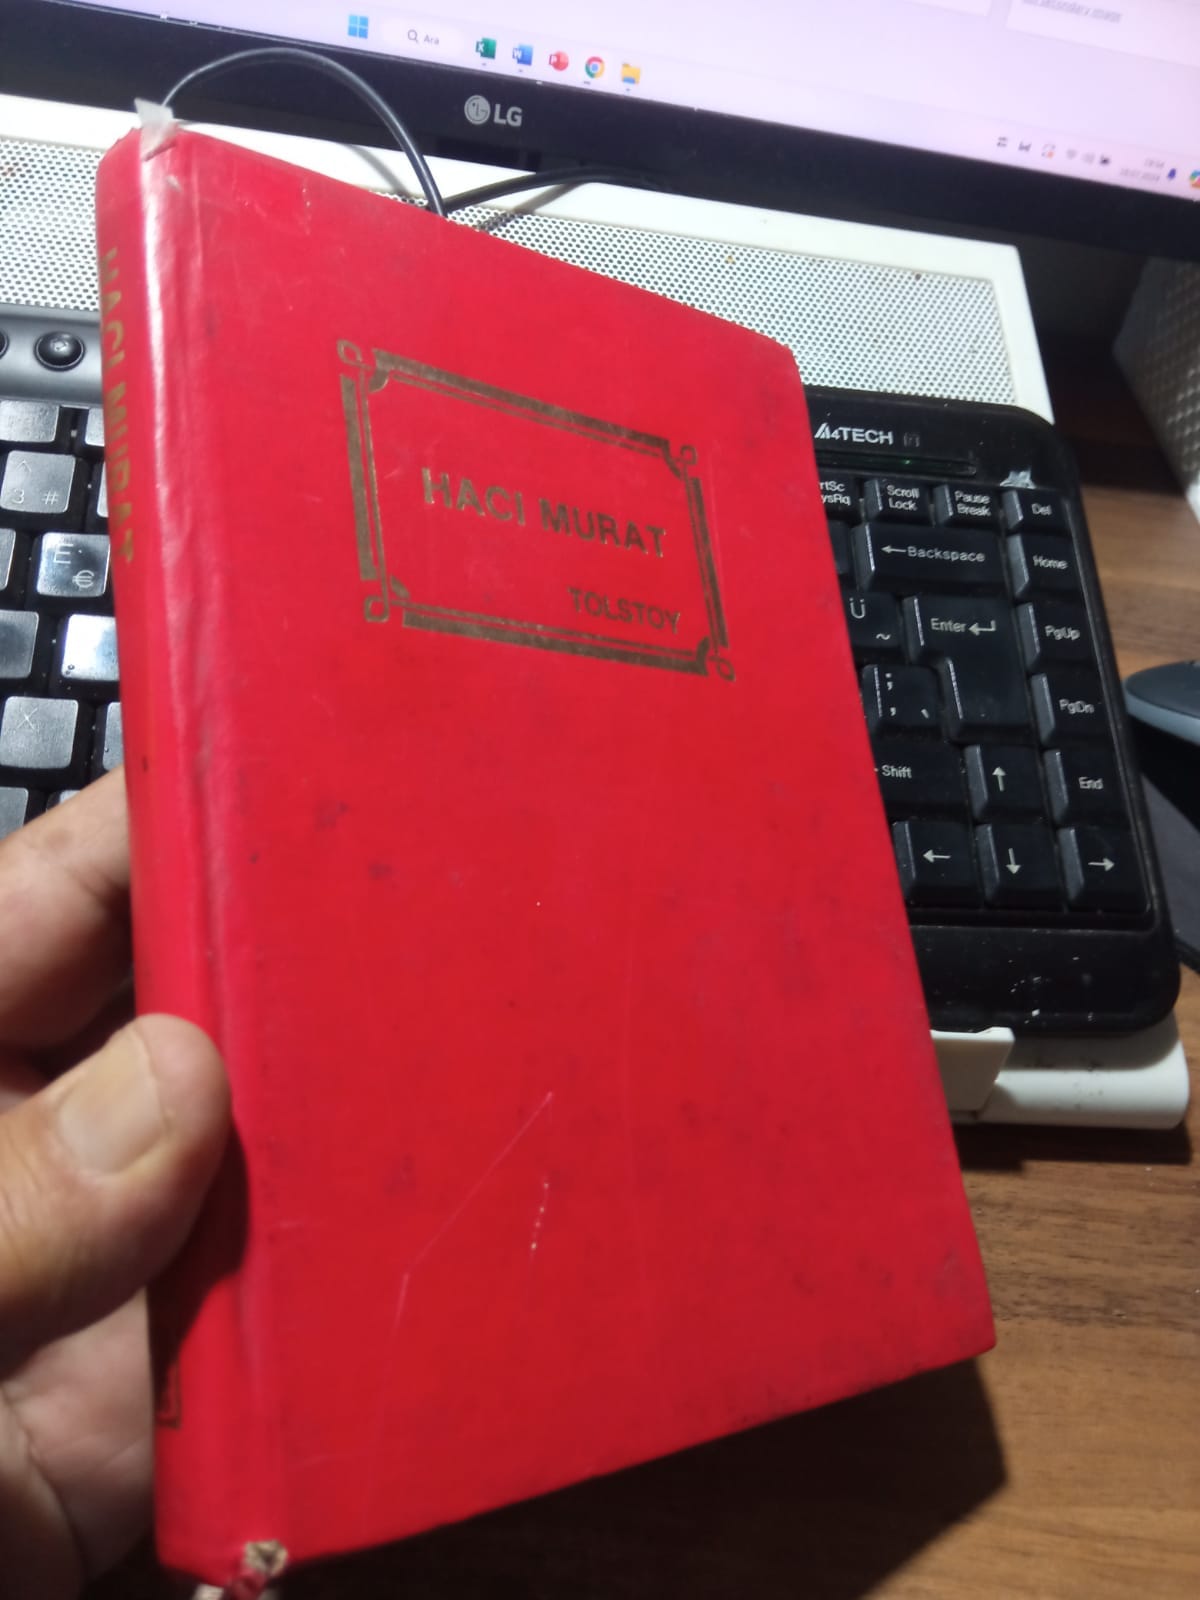 Ara
LG
HACI MURAT
HACI MURAT
TOLSTOY
A4TECH
Scroll
Lock
Pause
Break
Del
←Backspace
Home
3 #
E
€
Ü
~
Enter
PgUp
;
,
PgDn
X
Shift
↑
End
←
↓
→